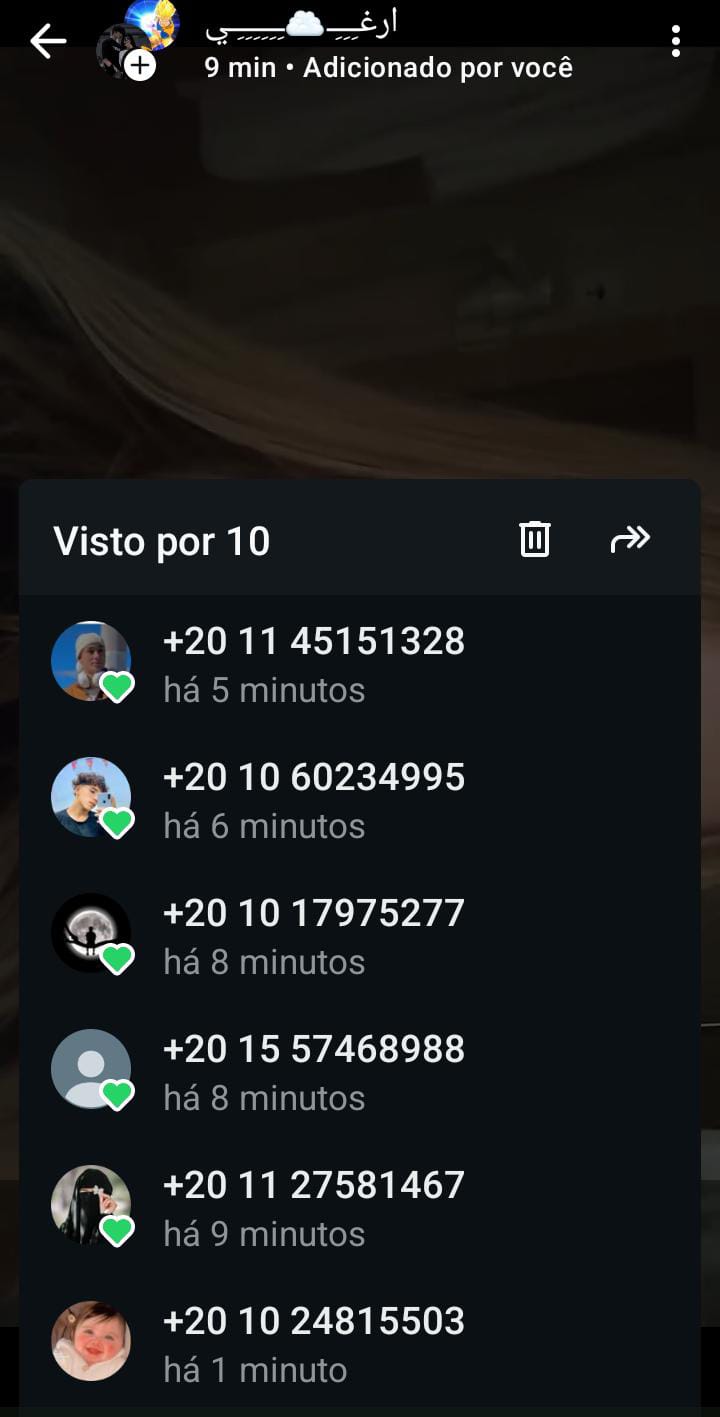 ارغـــِـِـِـ☁️ـِـِـِـِـِـِــــي
9 min • Adicionado por você
Visto por 10
+20 11 45151328
há 5 minutos
+20 10 60234995
há 6 minutos
+20 10 17975277
há 8 minutos
+20 15 57468988
há 8 minutos
+20 11 27581467
há 9 minutos
+20 10 24815503
há 1 minuto